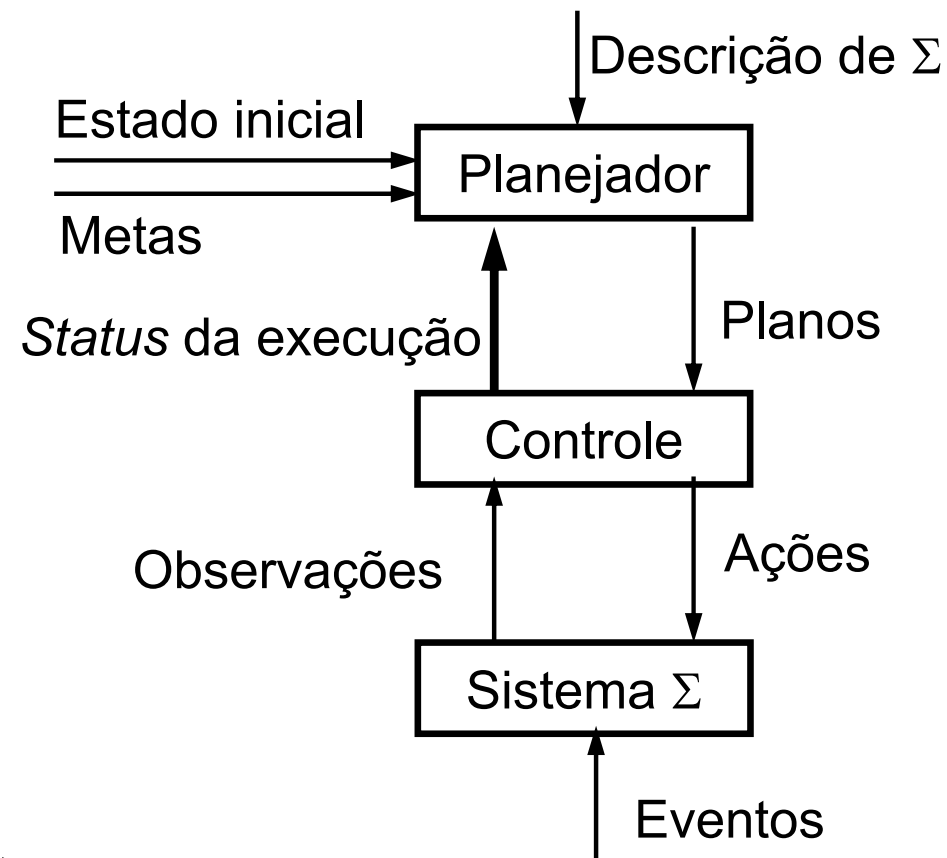 Descrição de Σ
Estado inicial
Planejador
Metas
Planos
Status da execução
Controle
Ações
Observações
Sistema Σ
Eventos